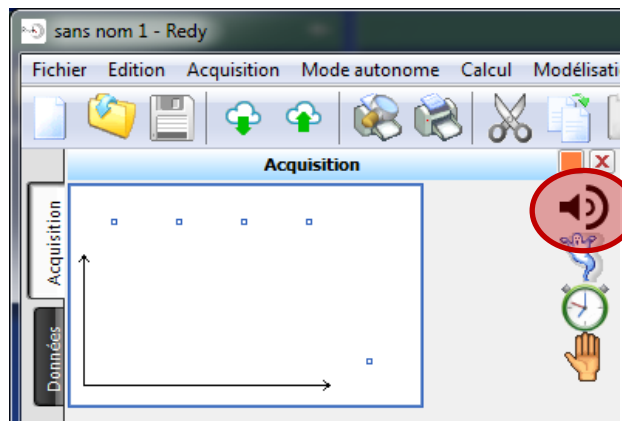 sans nom 1 - Redy
Fichier Edition Acquisition Mode autonome Calcul Modélisati
Acquisition
Acquisition
Données